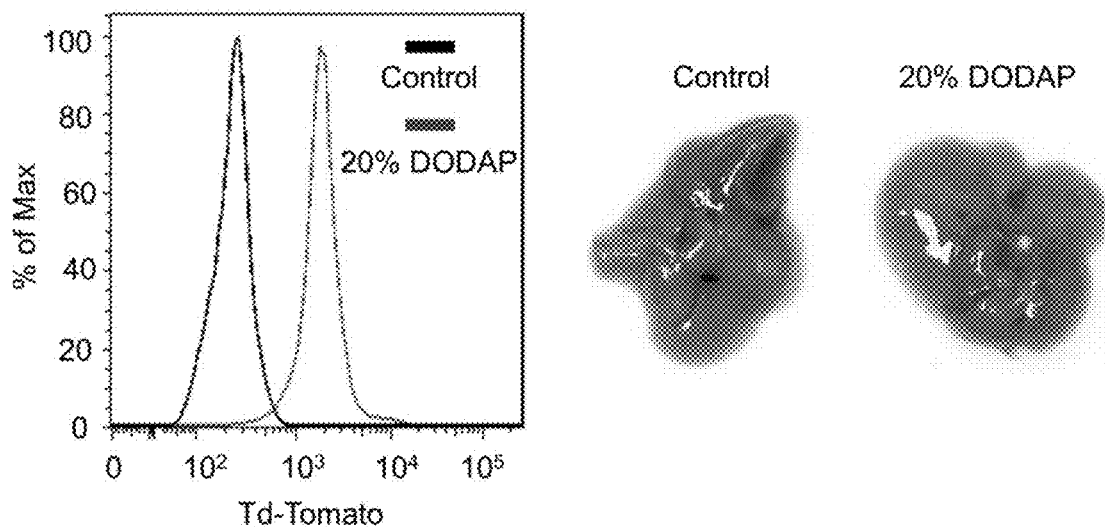 100
80
60
40
20
0
% of Max
Control
20% DODAP
0
10²
10³
10⁴
10⁵
Td-Tomato
Control
20% DODAP